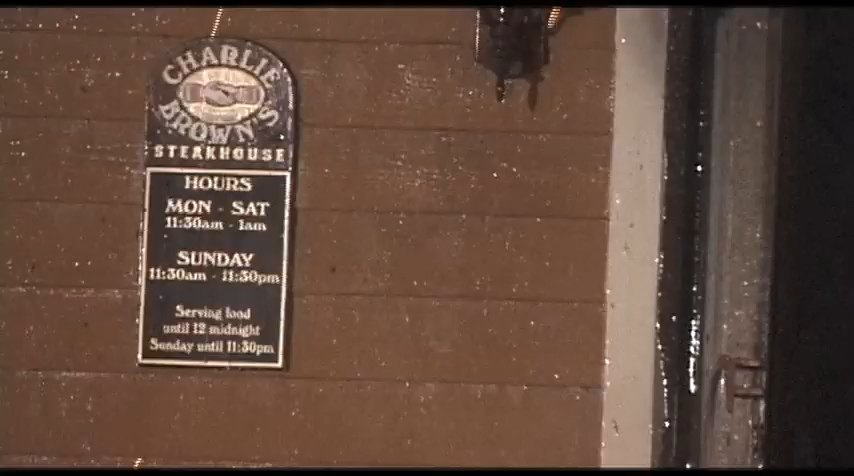 CHARLIE
BROWN'S
STEAKHOUSE
HOURS
MON - SAT
11:30am - 1am
SUNDAY
11:30am - 11:30pm
Serving food
until 12 midnight
Sunday until 11:30pm